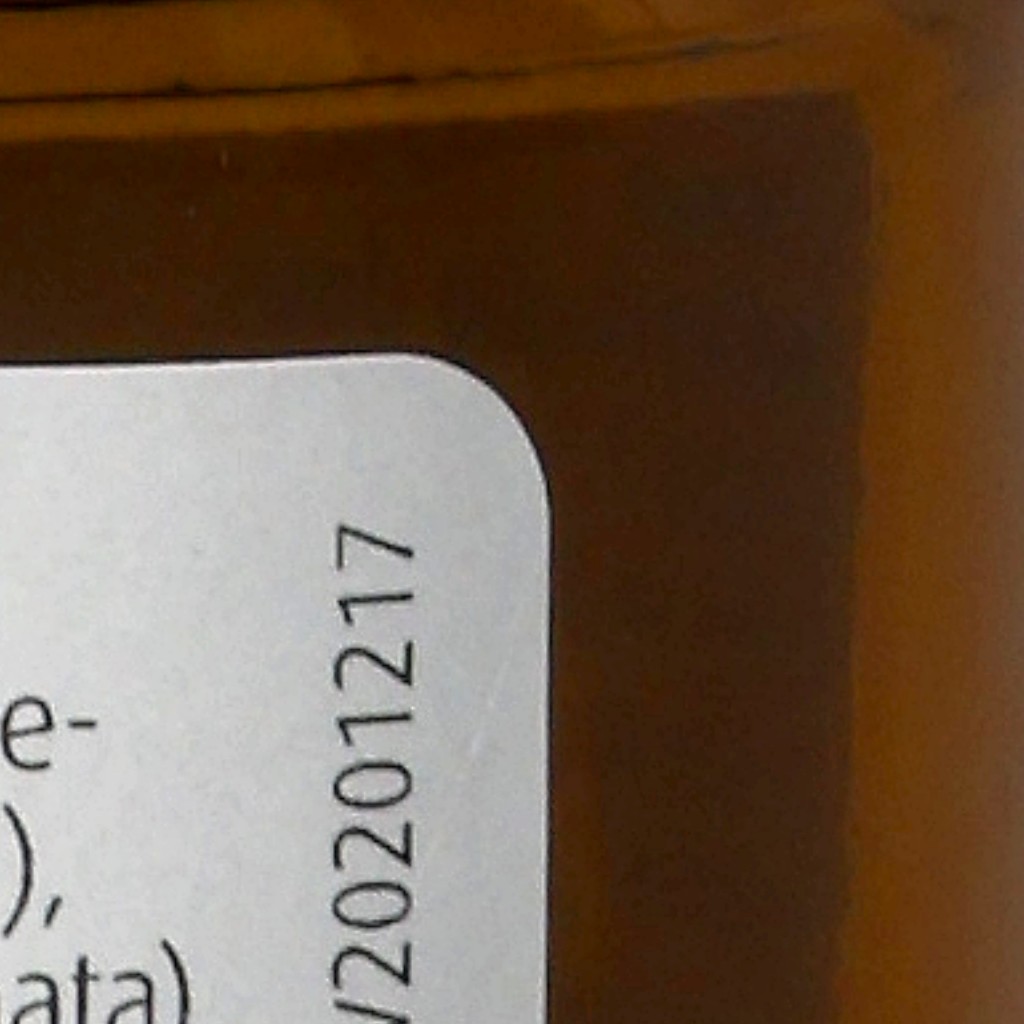 e-
),
ata)
/20201217